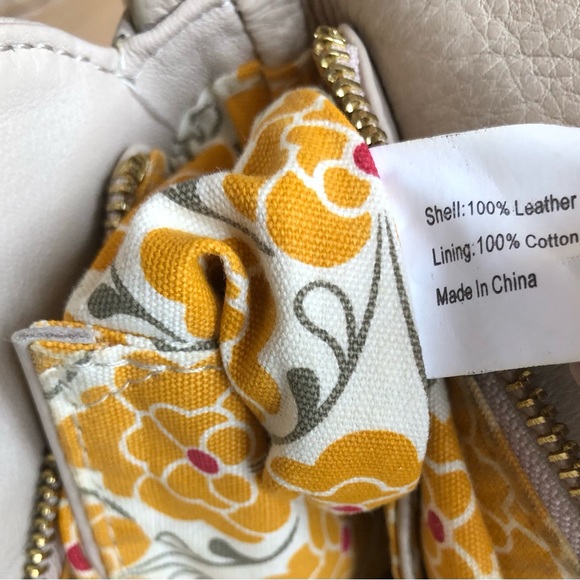 Shell:100% Leather
Lining:100% Cotton
Made In China